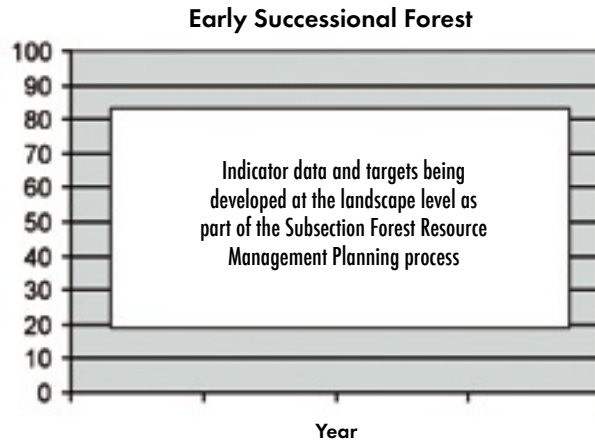 Early Successional Forest
100
90
80
70
60
50
40
30
20
10
0
Indicator data and targets being
developed at the landscape level as
part of the Subsection Forest Resource
Management Planning process
Year